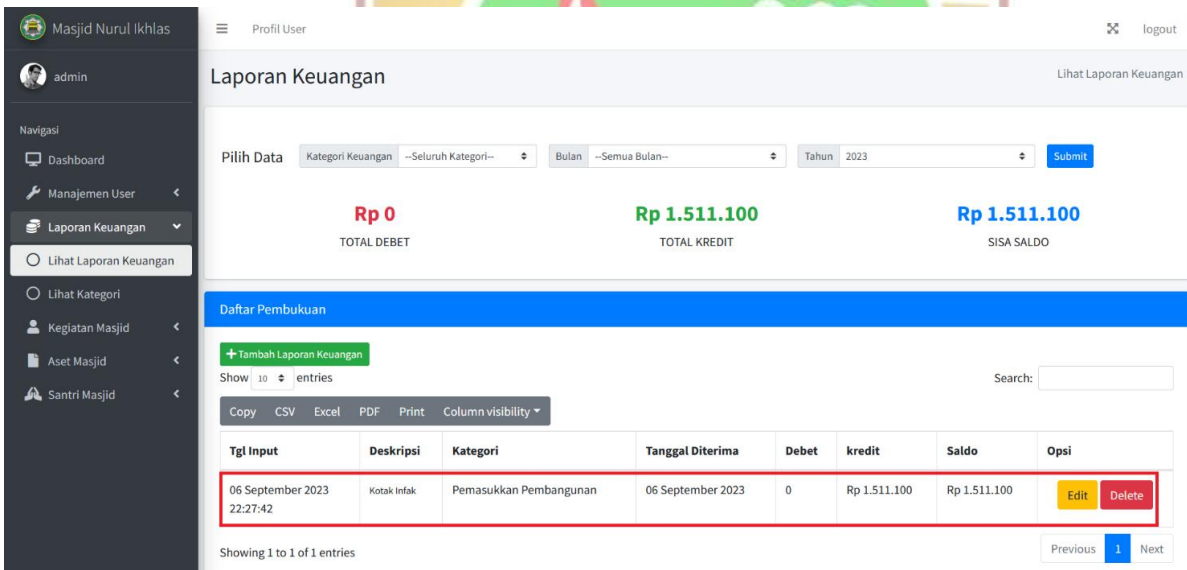 Masjid Nurul Ikhlas
Profil User
logout
admin
Laporan Keuangan
Lihat Laporan Keuangan
Navigasi
Dashboard
Manajemen User
Laporan Keuangan
Lihat Laporan Keuangan
Lihat Kategori
Kegiatan Masjid
Aset Masjid
Santri Masjid
Pilih Data
Kategori Keuangan --Seluruh Kategori--
Bulan --Semua Bulan--
Tahun 2023
Submit
Rp 0
TOTAL DEBET
Rp 1.511.100
TOTAL KREDIT
Rp 1.511.100
SISA SALDO
Daftar Pembukuan
+ Tambah Laporan Keuangan
Show 10 entries
Search:
Copy CSV Excel PDF Print Column visibility
Tgl Input Deskripsi Kategori Tanggal Diterima Debet kredit Saldo Opsi
06 September 2023 Kotak Infak Pemasukkan Pembangunan 06 September 2023 0 Rp 1.511.100 Rp 1.511.100 Edit Delete
22:27:42
Showing 1 to 1 of 1 entries
Previous 1 Next